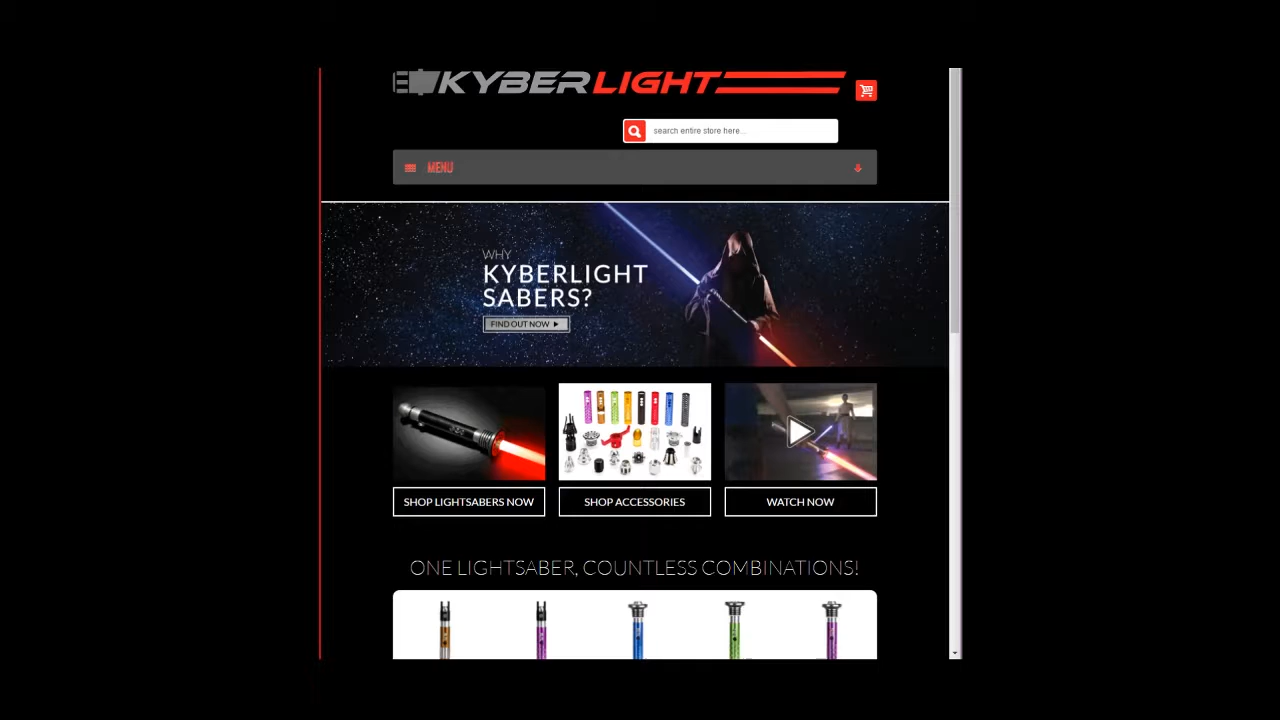 KYBERLIGHT
search entire store here...
MENU
WHY
KYBERLIGHT
SABERS?
FIND OUT NOW
SHOP LIGHTSABERS NOW
SHOP ACCESSORIES
WATCH NOW
ONE LIGHTSABER, COUNTLESS COMBINATIONS!